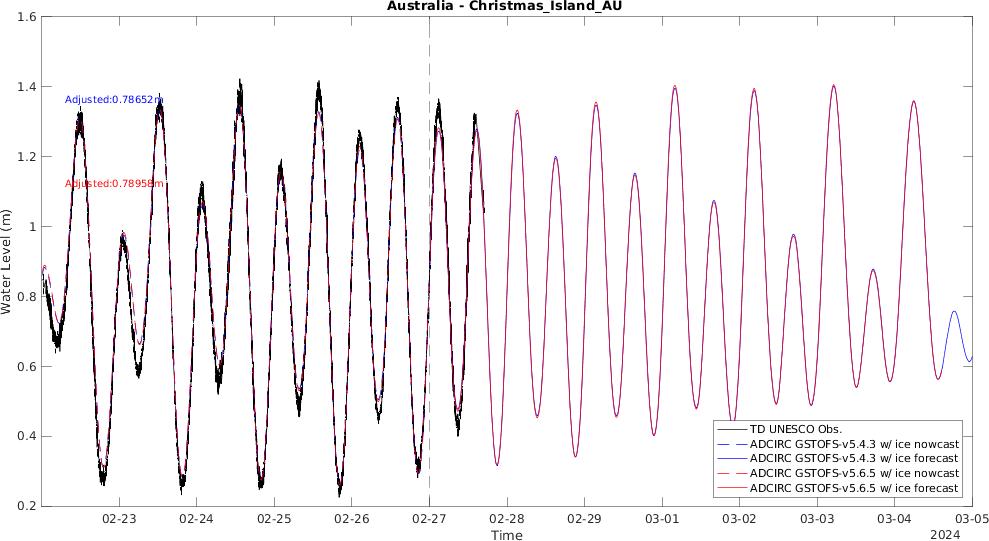 Australia - Christmas_Island_AU
1.6
1.4
1.2
1
0.8
0.6
0.4
0.2
Water Level (m)
Adjusted:0.78652m
Adjusted:0.78958m
TD UNESCO Obs.
ADCIRC GSTOFS-v5.4.3 w/ ice nowcast
ADCIRC GSTOFS-v5.4.3 w/ ice forecast
ADCIRC GSTOFS-v5.6.5 w/ ice nowcast
ADCIRC GSTOFS-v5.6.5 w/ ice forecast
02-23 02-24 02-25 02-26 02-27 02-28 02-29 03-01 03-02 03-03 03-04 03-05
Time
2024